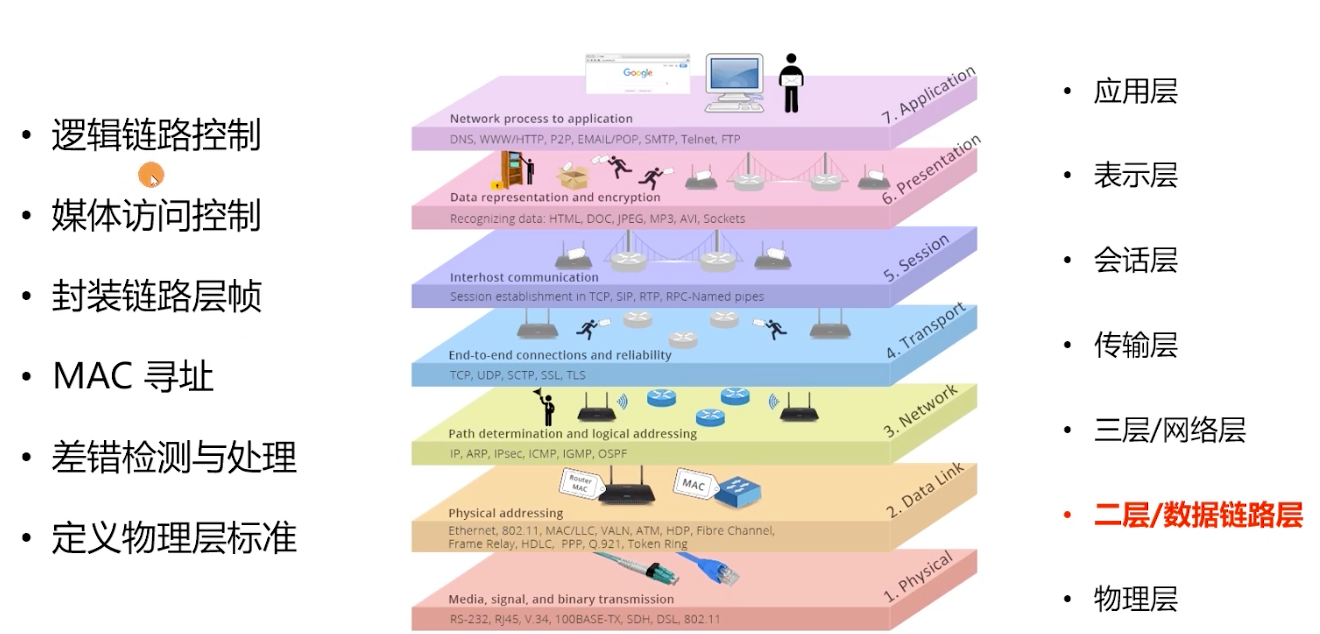 • 逻辑链路控制
• 媒体访问控制
• 封装链路层帧
• MAC 寻址
• 差错检测与处理
• 定义物理层标准
Google
7. Application
Network process to application
DNS, WWW/HTTP, P2P, EMAIL/POP, SMTP, Telnet, FTP
6. Presentation
Data representation and encryption
Recognizing data: HTML, DOC, JPEG, MP3, AVI, Sockets
5. Session
Interhost communication
Session establishment in TCP, SIP, RTP, RPC-Named pipes
4. Transport
End-to-end connections and reliability
TCP, UDP, SCTP, SSL, TLS
3. Network
Path determination and logical addressing
IP, ARP, IPsec, ICMP, IGMP, OSPF
Router
MAC
MAC
2. Data Link
Physical addressing
Ethernet, 802.11, MAC/LLC, VALN, ATM, HDP, Fibre Channel,
Frame Relay, HDLC, PPP, Q.921, Token Ring
1. Physical
Media, signal, and binary transmission
RS-232, RJ45, V.34, 100BASE-TX, SDH, DSL, 802.11
• 应用层
• 表示层
• 会话层
• 传输层
• 三层/网络层
• 二层/数据链路层
• 物理层